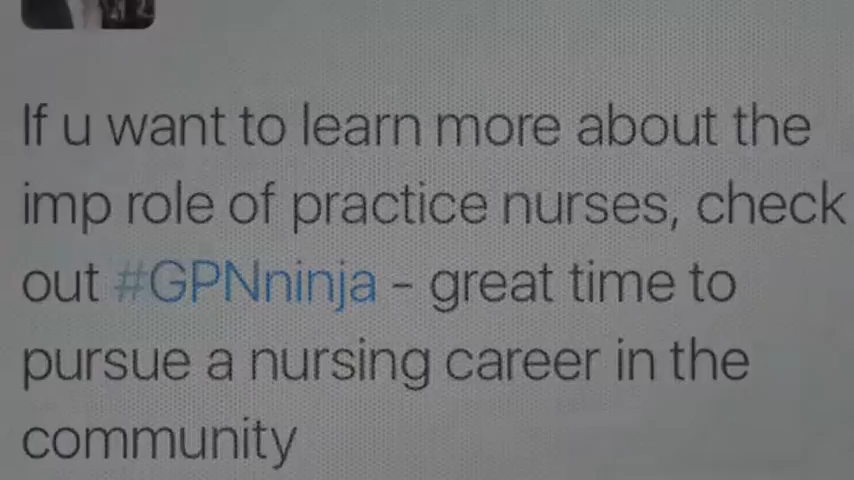 If u want to learn more about the
imp role of practice nurses, check
out #GPNninja - great time to
pursue a nursing career in the
community